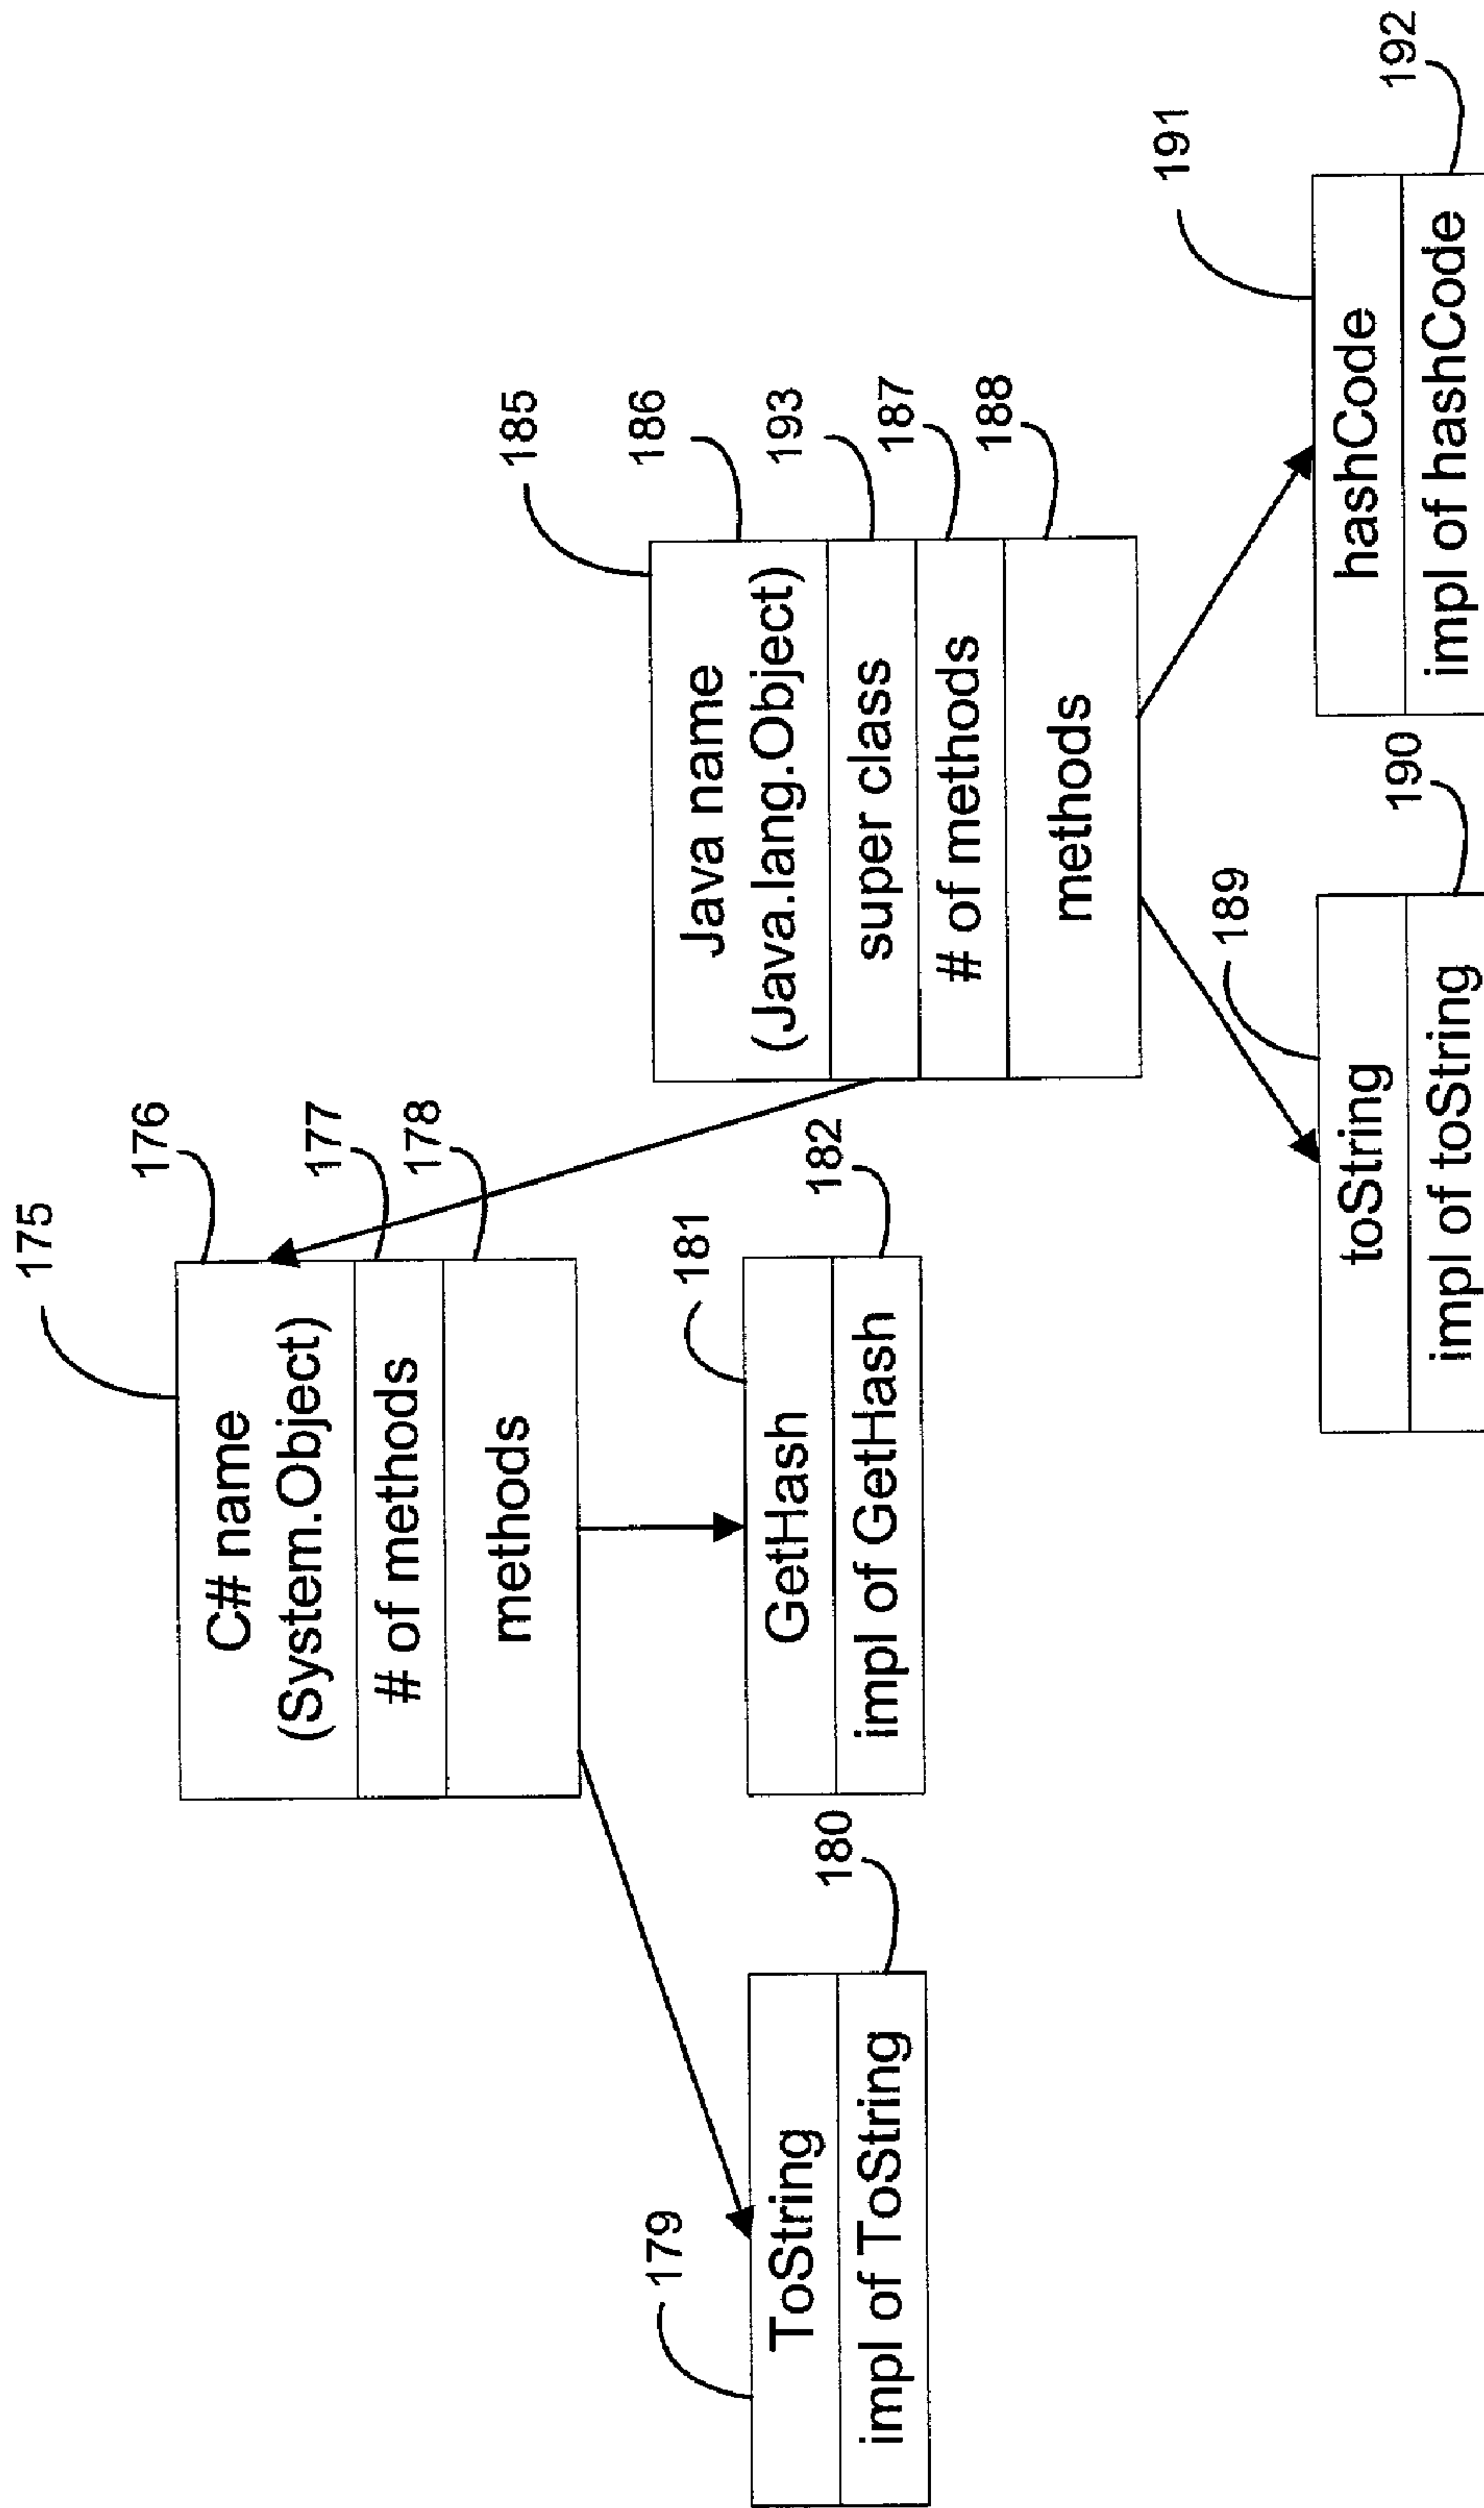 175
176
C# name
(System.Object)
177
# of methods
178
methods
185
186
Java name
(Java.lang.Object)
193
super class
187
# of methods
188
methods
179
ToString
180
impl of ToString
181
GetHash
182
impl of GetHash
189
toString
190
impl of toString
191
hashCode
192
impl of hashCode